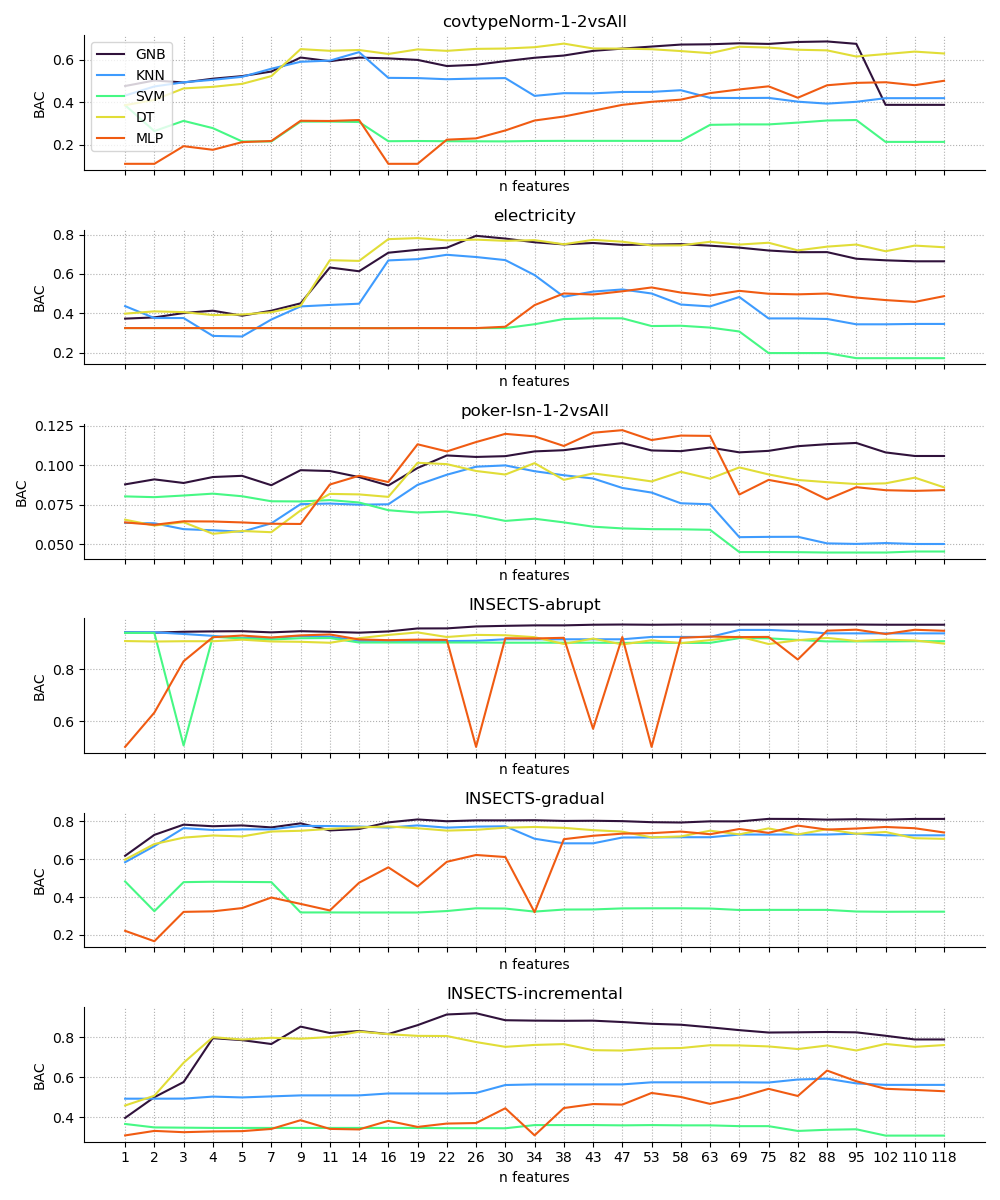 covtypeNorm-1-2vsAll
GNB
KNN
SVM
DT
MLP
0.6
0.4
0.2
BAC
n features
electricity
0.8
0.6
0.4
0.2
BAC
n features
poker-lsn-1-2vsAll
0.125
0.100
0.075
0.050
BAC
n features
INSECTS-abrupt
0.8
0.6
BAC
n features
INSECTS-gradual
0.8
0.6
0.4
0.2
BAC
n features
INSECTS-incremental
0.8
0.6
0.4
BAC
1 2 3 4 5 7 9 11 14 16 19 22 26 30 34 38 43 47 53 58 63 69 75 82 88 95 102 110 118
n features